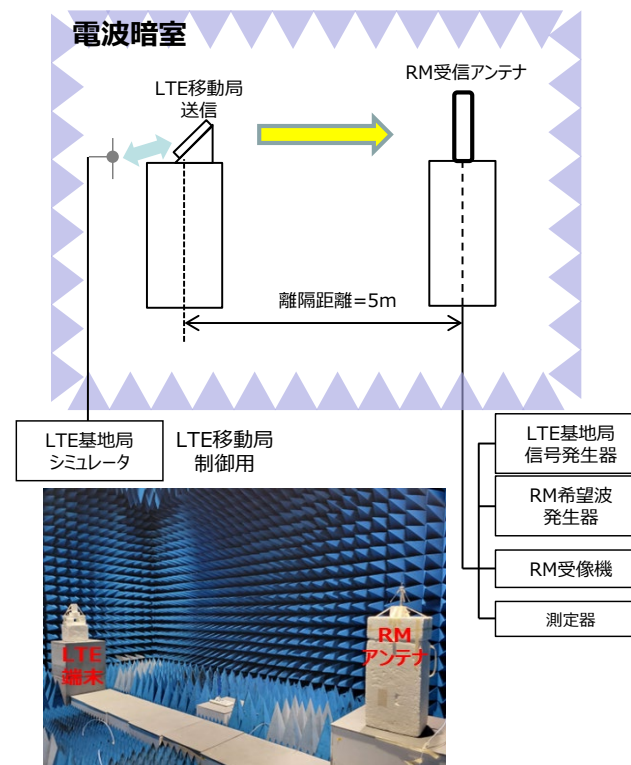 電波暗室
LTE移動局
送信
RM受信アンテナ
離隔距離=5m
LTE基地局
シミュレータ
LTE移動局
制御用
LTE基地局
信号発生器
RM希望波
発生器
RM受像機
測定器
LTE
端末
RM
アンテナ